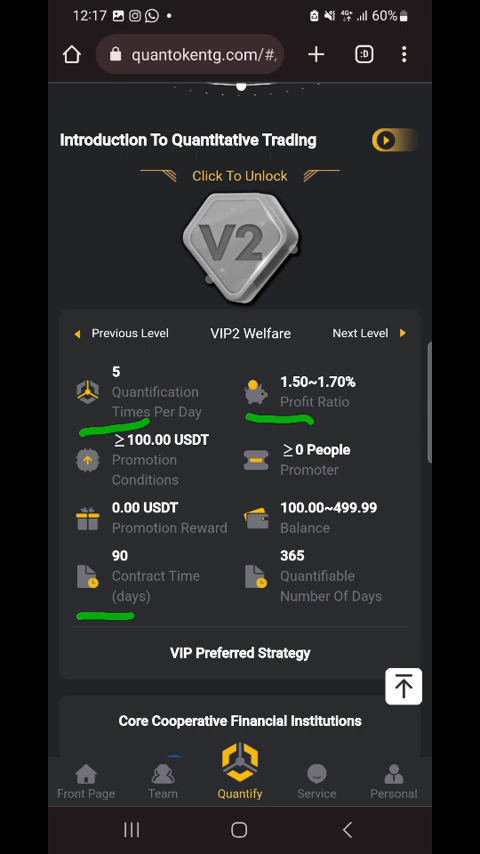 12:17
4G+
60%
quantokentg.com/#
:D
Introduction To Quantitative Trading
Click To Unlock
V2
Previous Level
VIP2 Welfare
Next Level
5
Quantification
Times Per Day
1.50~1.70%
Profit Ratio
≥100.00 USDT
Promotion
Conditions
≥0 People
Promoter
0.00 USDT
Promotion Reward
100.00~499.99
Balance
90
Contract Time
(days)
365
Quantifiable
Number Of Days
VIP Preferred Strategy
Core Cooperative Financial Institutions
Front Page
Team
Quantify
Service
Personal